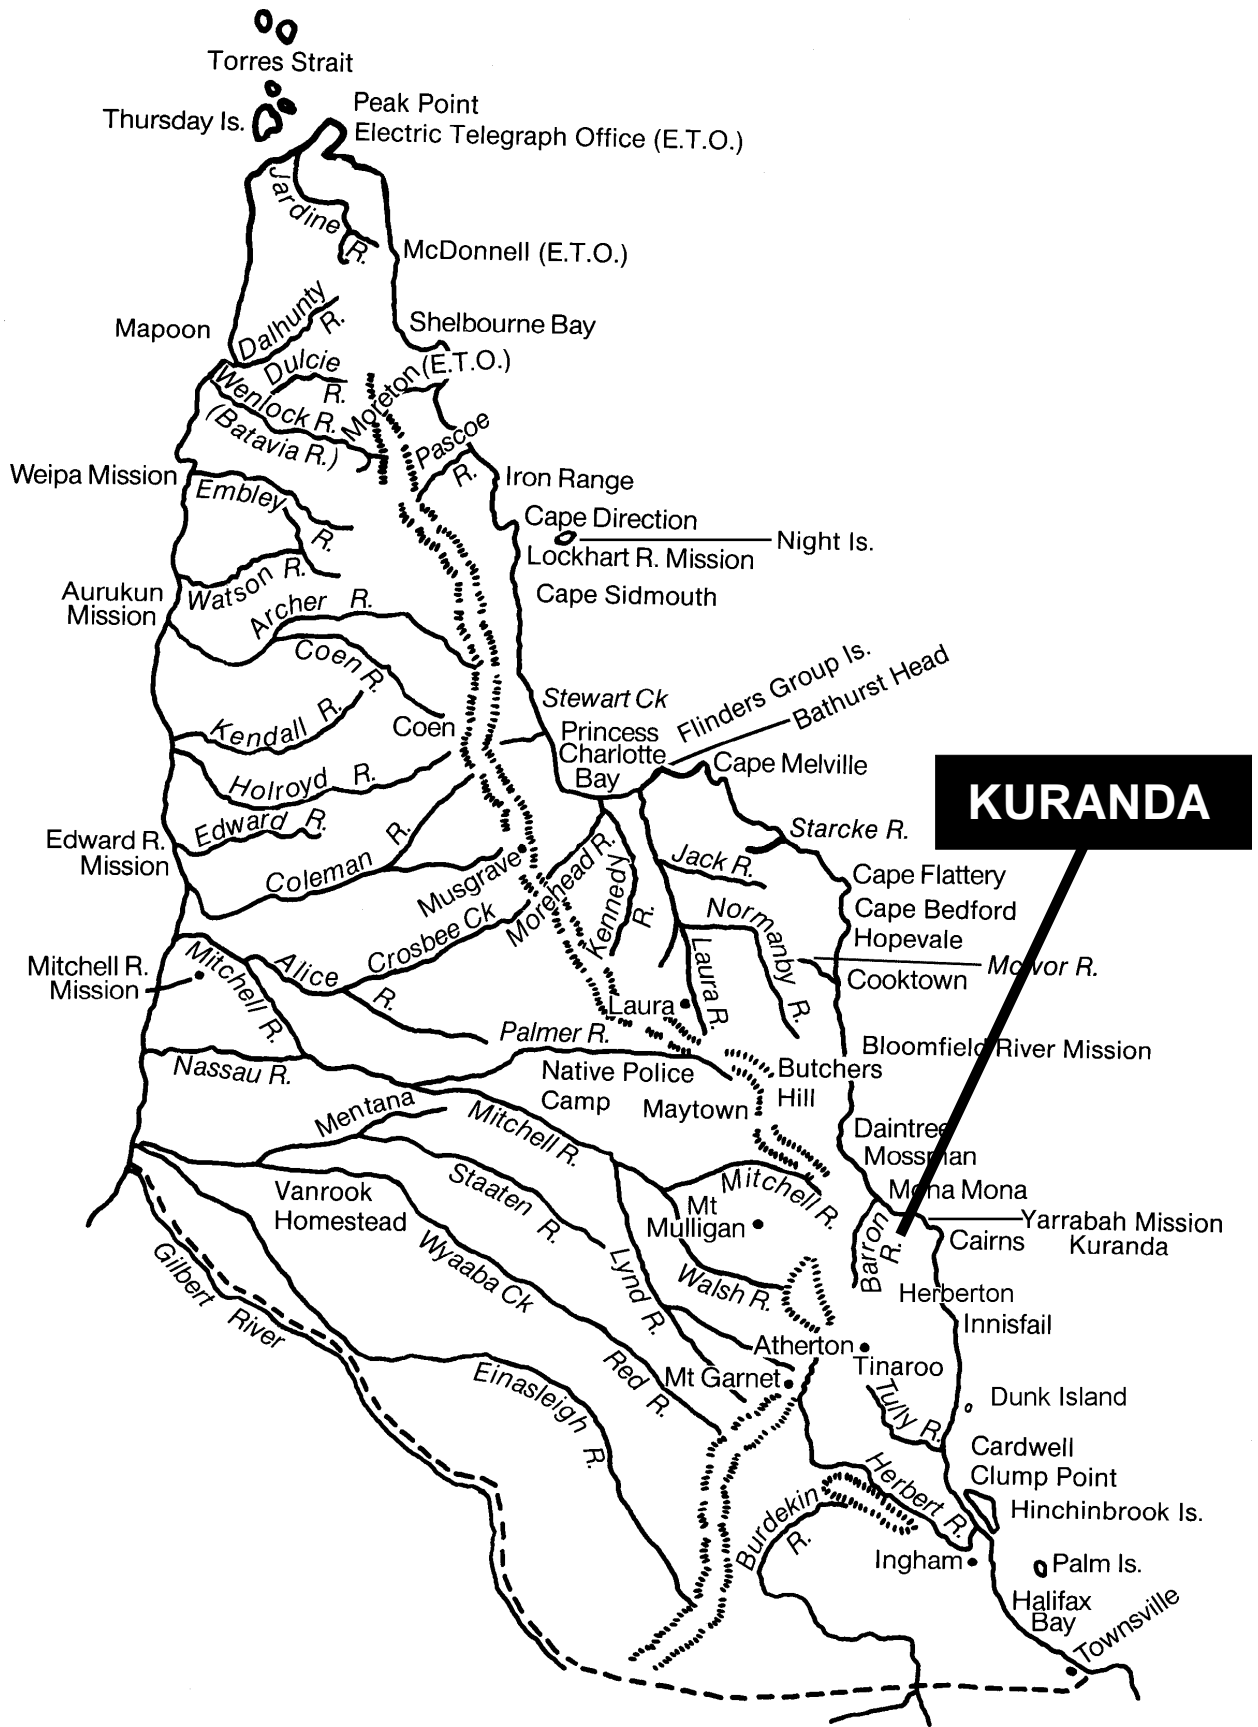 Torres Strait
Thursday Is.
Peak Point
Electric Telegraph Office (E.T.O.)
Jardine
R.
McDonnell (E.T.O.)
Mapoon
Dalhunty
R.
Shelbourne Bay
Dulcie
R.
Moreton (E.T.O.)
Wenlock R.
(Batavia R.)
Pascoe
R.
Weipa Mission
Embley
R.
Iron Range
Cape Direction
Night Is.
Lockhart R. Mission
Cape Sidmouth
Aurukun
Mission
Watson R.
Archer R.
Coen R.
Stewart Ck
Flinders Group Is.
Bathurst Head
Kendall R.
Coen
Princess
Charlotte
Bay
Cape Melville
Holroyd R.
KURANDA
Edward R.
Mission
Edward R.
Starcke R.
Coleman R.
Musgrave
Morehead R.
Kennedy
R.
Jack R.
Cape Flattery
Cape Bedford
Hopevale
Normanby
R.
Crosbee Ck
Mitchell R.
Mission
Mitchell R.
Alice
R.
Laura R.
McIvor R.
Cooktown
Laura
Palmer R.
Bloomfield River Mission
Nassau R.
Native Police
Camp
Butchers
Hill
Maytown
Mentana
Mitchell R.
Daintree
Mossman
Mitchell R.
Mona Mona
Vanrook
Homestead
Staaten R.
Mt
Mulligan
Barron
R.
Yarrabah Mission
Cairns
Kuranda
Gilbert
River
Wyaaba Ck
Lynd R.
Walsh R.
Herberton
Innisfail
Atherton
Tinaroo
Einasleigh
R.
Red R.
Mt Garnet
Tully R.
Dunk Island
Cardwell
Clump Point
Herbert R.
Hinchinbrook Is.
Burdekin
R.
Ingham
Palm Is.
Halifax
Bay
Townsville